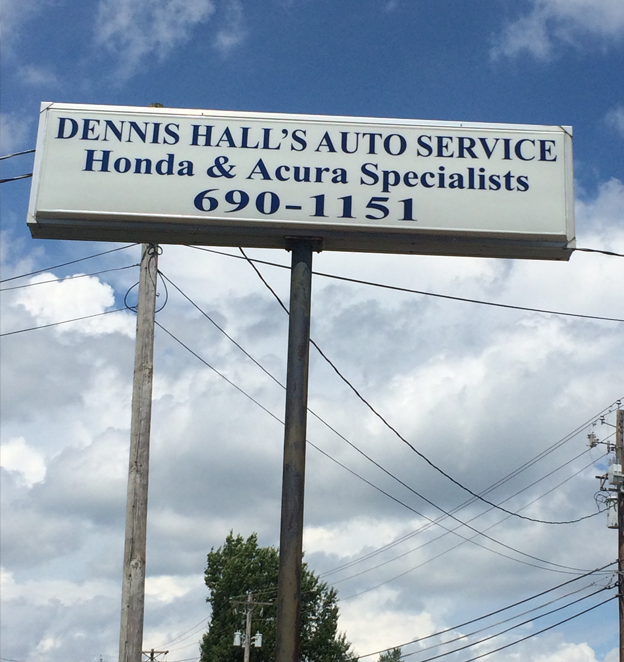 DENNIS HALL'S AUTO SERVICE
Honda & Acura Specialists
690-1151